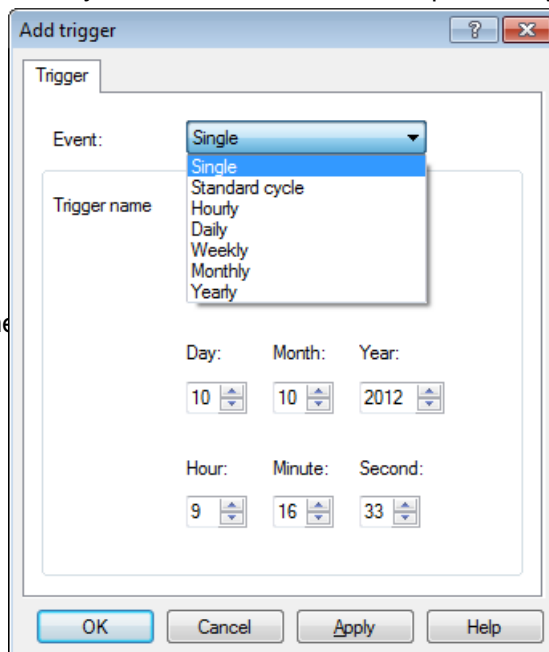 Add trigger
Trigger
Event: Single
Single
Standard cycle
Trigger name Hourly
Daily
Weekly
Monthly
Yearly
Day: Month: Year:
10 10 2012
Hour: Minute: Second:
9 16 33
OK Cancel Apply Help